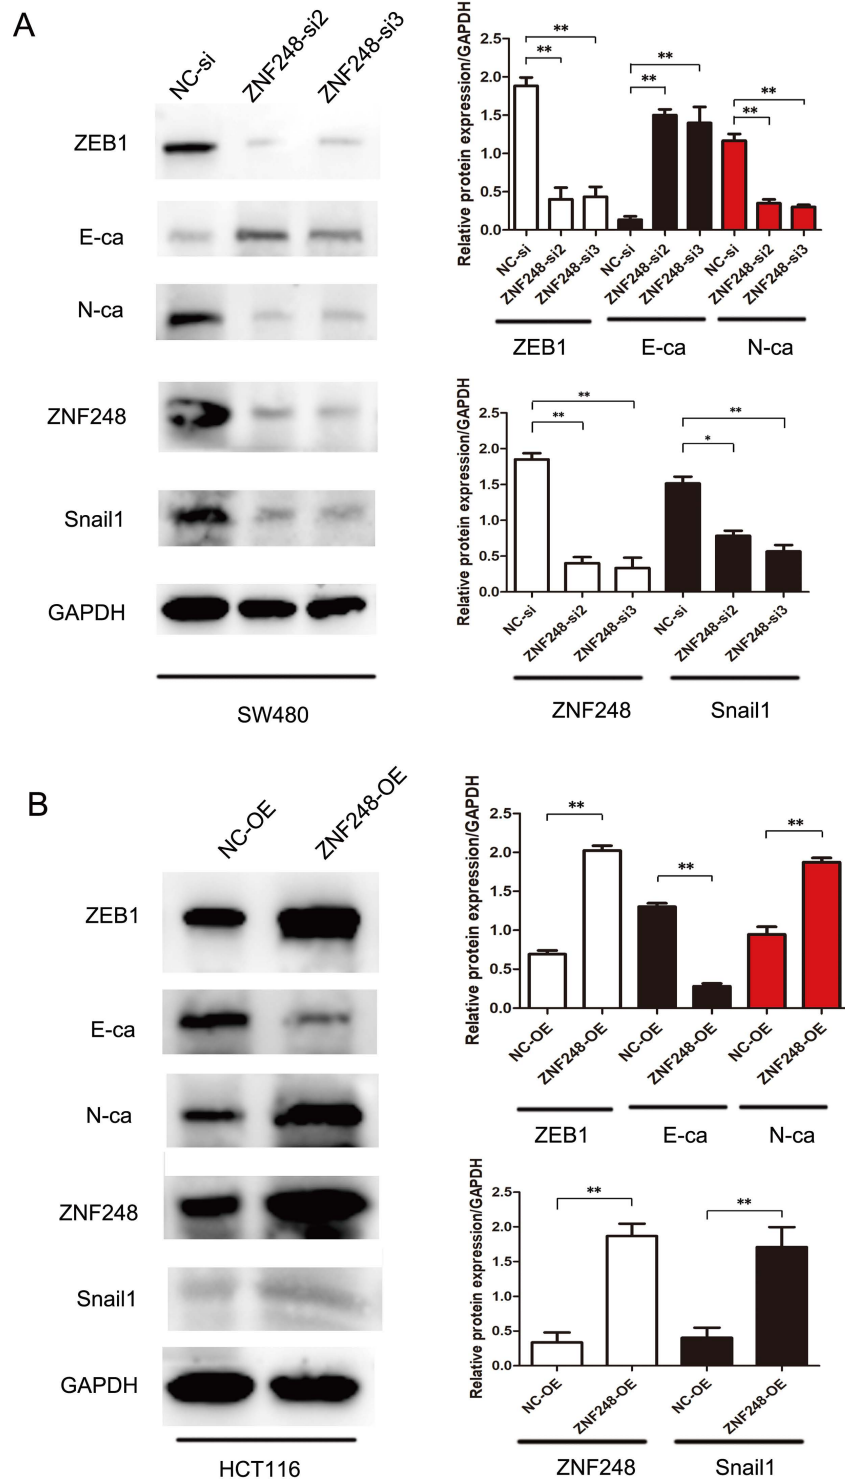 A
NC-si
ZNF248-si2
ZNF248-si3
ZEB1
E-ca
N-ca
ZNF248
Snail1
GAPDH
SW480
Relative protein expression/GAPDH
2.5
2.0
1.5
1.0
0.5
0.0
**
**
**
**
**
**
NC-si
ZNF248-si2
ZNF248-si3
NC-si
ZNF248-si2
ZNF248-si3
NC-si
ZNF248-si2
ZNF248-si3
ZEB1
E-ca
N-ca
Relative protein expression/GAPDH
2.5
2.0
1.5
1.0
0.5
0.0
**
**
**
*
NC-si
ZNF248-si2
ZNF248-si3
NC-si
ZNF248-si2
ZNF248-si3
ZNF248
Snail1
B
NC-OE
ZNF248-OE
ZEB1
E-ca
N-ca
ZNF248
Snail1
GAPDH
HCT116
Relative protein expression/GAPDH
2.5
2.0
1.5
1.0
0.5
0.0
**
**
**
NC-OE
ZNF248-OE
NC-OE
ZNF248-OE
NC-OE
ZNF248-OE
ZEB1
E-ca
N-ca
Relative protein expression/GAPDH
2.5
2.0
1.5
1.0
0.5
0.0
**
**
NC-OE
ZNF248-OE
NC-OE
ZNF248-OE
ZNF248
Snail1